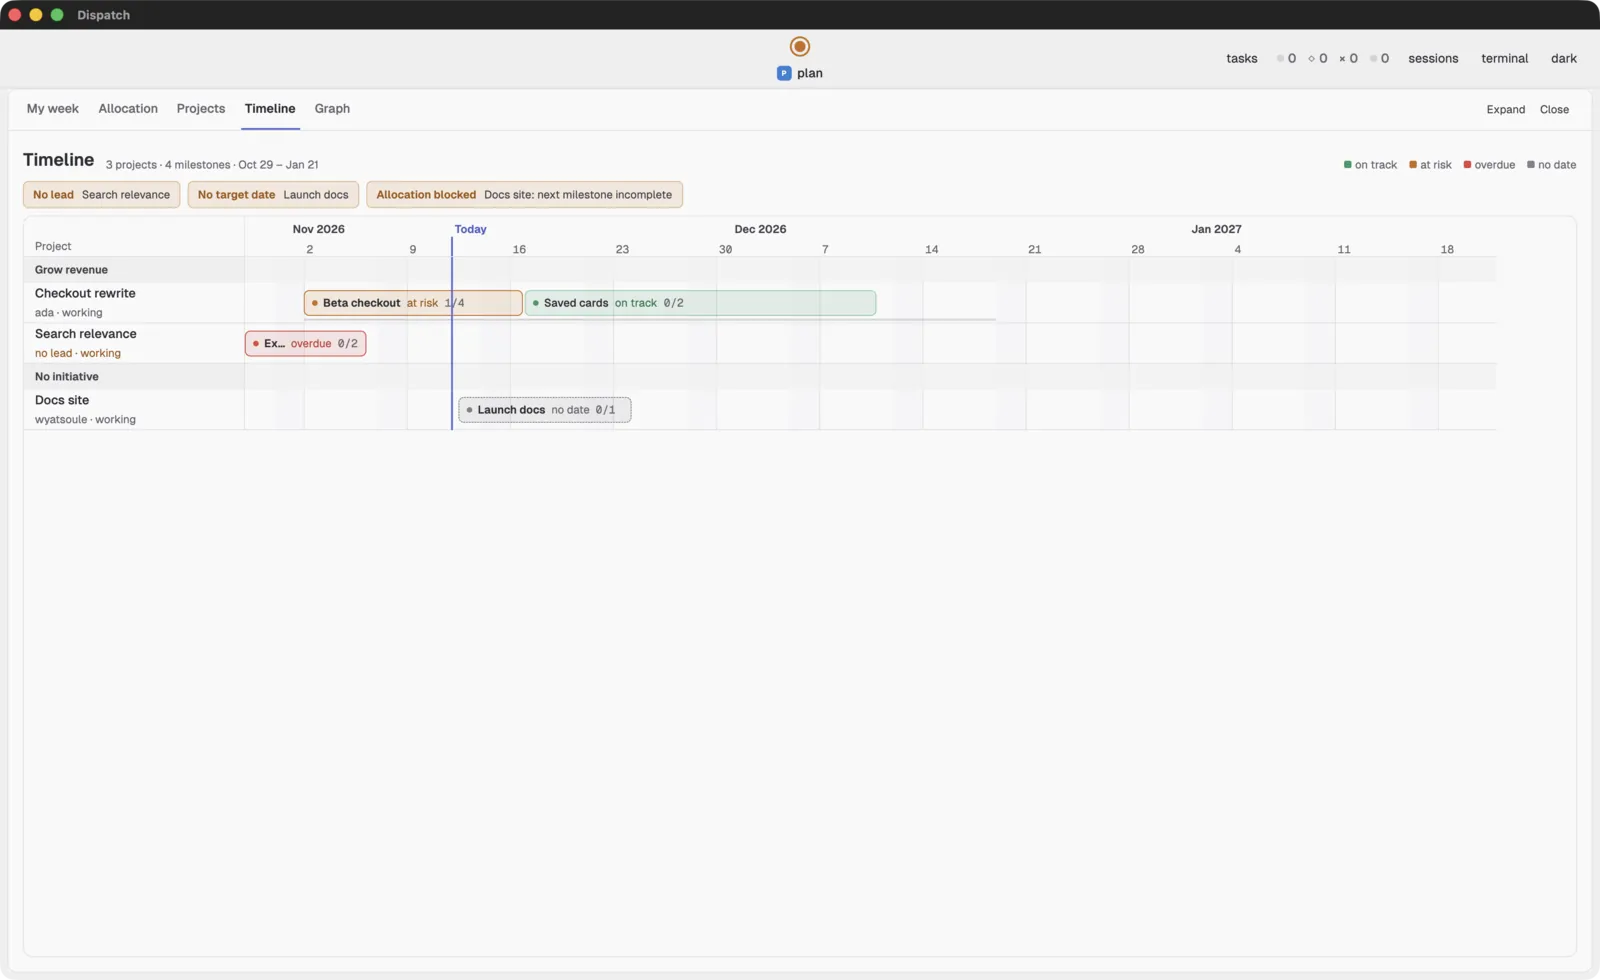 Dispatch
P plan
tasks 0 0 0 0 sessions terminal dark
My week Allocation Projects Timeline Graph Expand Close
Timeline 3 projects · 4 milestones · Oct 29 – Jan 21
on track at risk overdue no date
No lead Search relevance No target date Launch docs Allocation blocked Docs site: next milestone incomplete
Nov 2026 Today Dec 2026 Jan 2027
Project 2 9 16 23 30 7 14 21 28 4 11 18
Grow revenue
Checkout rewrite
ada · working
Beta checkout at risk 1/4 Saved cards on track 0/2
Search relevance
no lead · working
Ex... overdue 0/2
No initiative
Docs site
wyatsoule · working
Launch docs no date 0/1